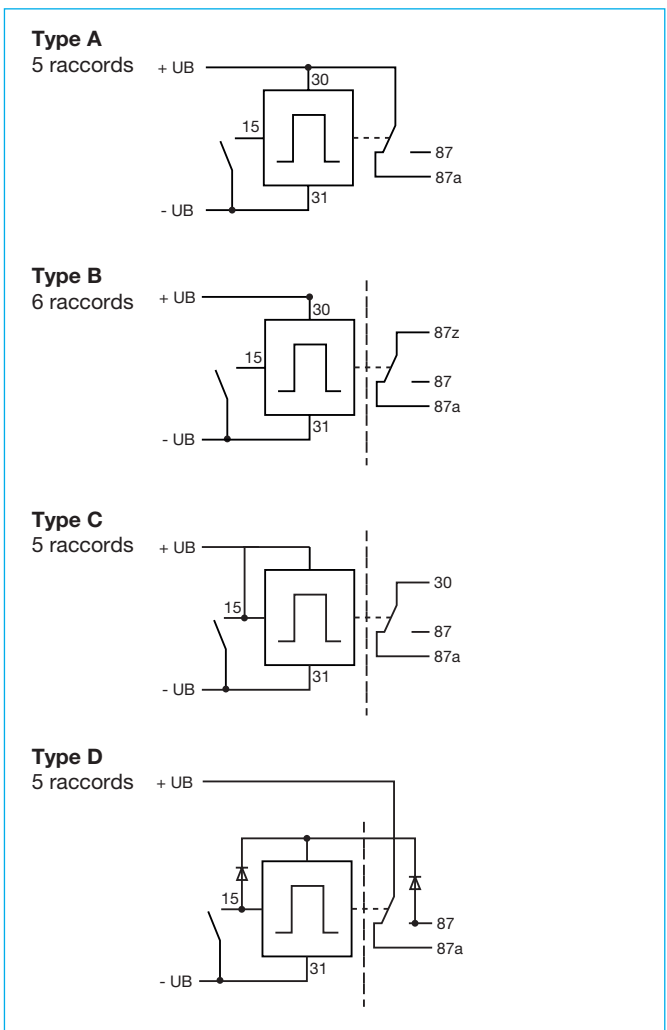 Type A
5 raccords
+ UB
30
15
87
87a
31
- UB
Type B
6 raccords
+ UB
30
87z
15
87
87a
31
- UB
Type C
5 raccords
+ UB
30
15
87
87a
31
- UB
Type D
5 raccords
+ UB
15
87
87a
31
- UB